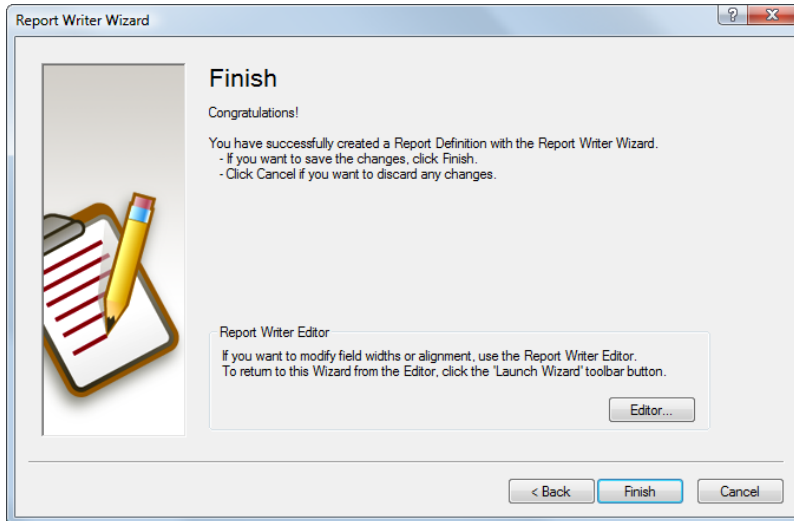 Report Writer Wizard
?
X
Finish
Congratulations!
You have successfully created a Report Definition with the Report Writer Wizard.
- If you want to save the changes, click Finish.
- Click Cancel if you want to discard any changes.
Report Writer Editor
If you want to modify field widths or alignment, use the Report Writer Editor.
To return to this Wizard from the Editor, click the 'Launch Wizard' toolbar button.
Editor...
< Back Finish Cancel